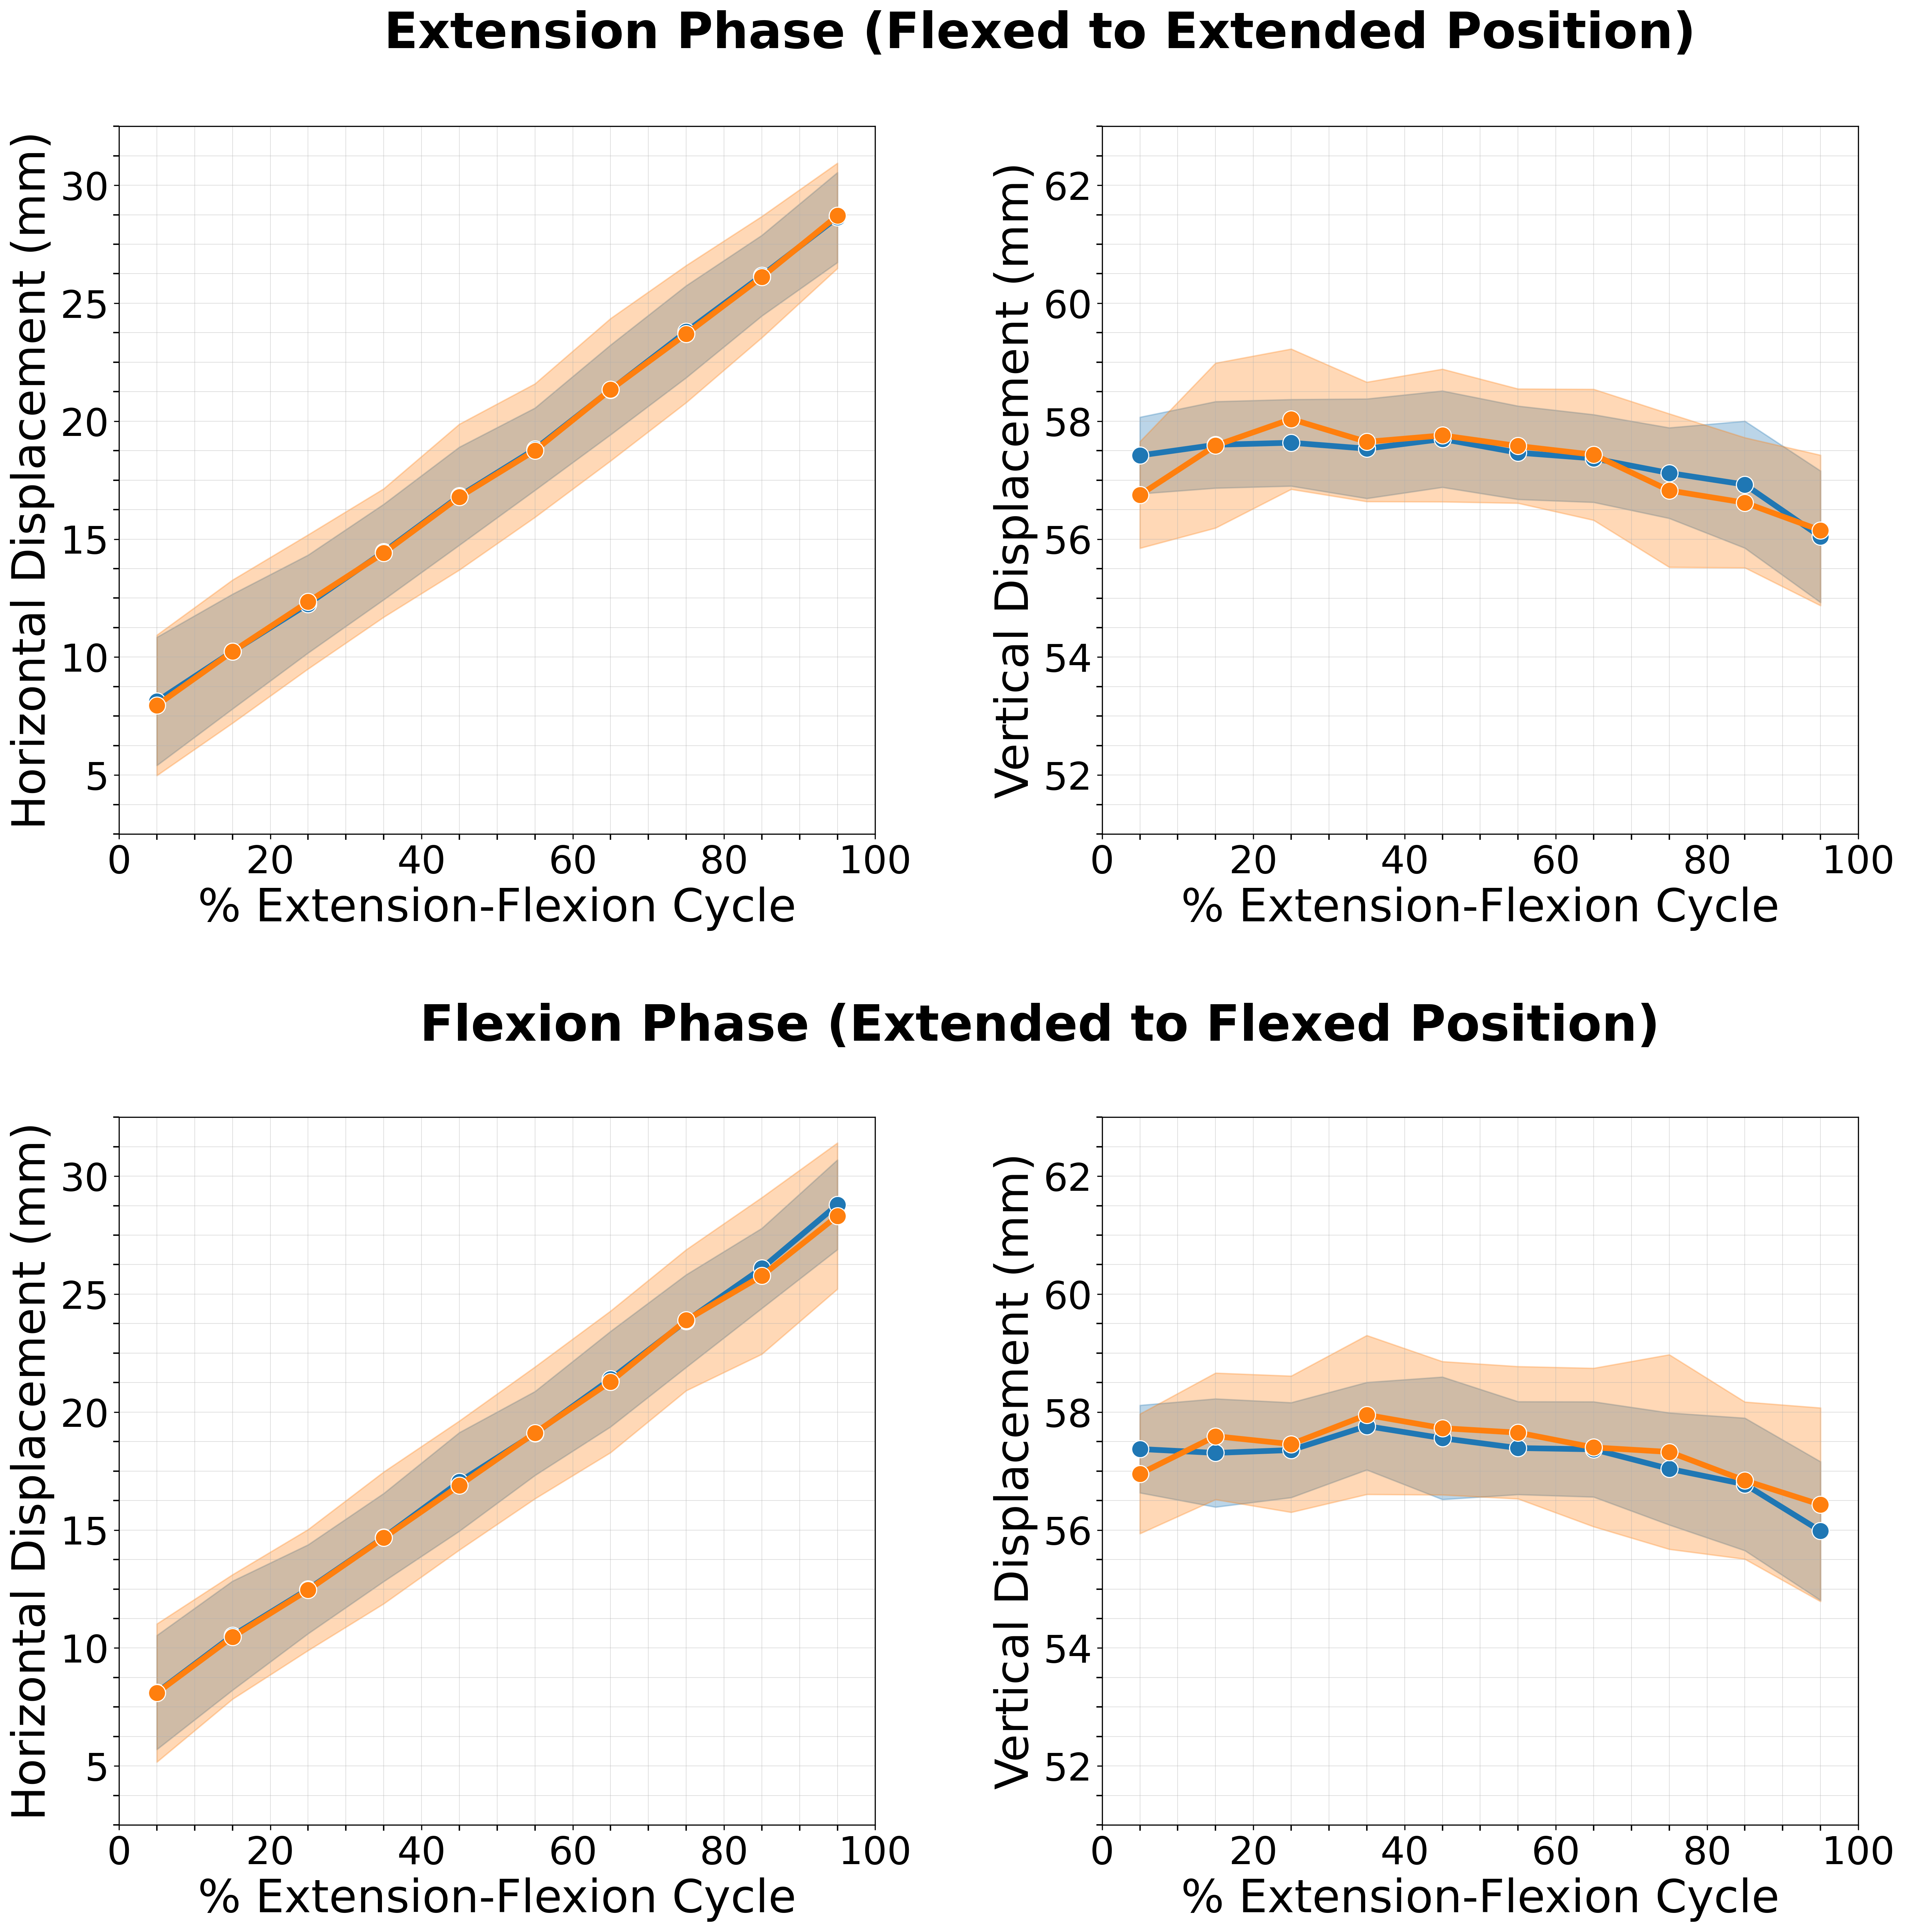 Extension Phase (Flexed to Extended Position)
Horizontal Displacement (mm)
30
25
20
15
10
5
0 20 40 60 80 100
% Extension-Flexion Cycle
Vertical Displacement (mm)
62
60
58
56
54
52
0 20 40 60 80 100
% Extension-Flexion Cycle
Flexion Phase (Extended to Flexed Position)
Horizontal Displacement (mm)
30
25
20
15
10
5
0 20 40 60 80 100
% Extension-Flexion Cycle
Vertical Displacement (mm)
62
60
58
56
54
52
0 20 40 60 80 100
% Extension-Flexion Cycle